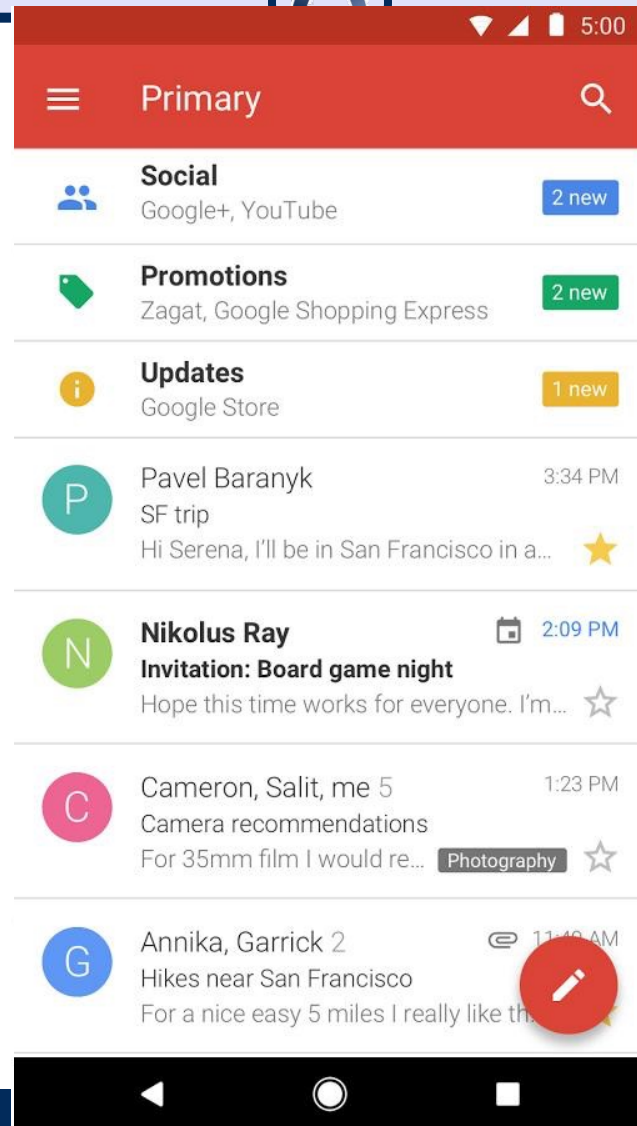 5:00
Primary
Social
Google+, YouTube
2 new
Promotions
Zagat, Google Shopping Express
2 new
Updates
Google Store
1 new
P
Pavel Baranyk
3:34 PM
SF trip
Hi Serena, I'll be in San Francisco in a...
N
Nikolus Ray
2:09 PM
Invitation: Board game night
Hope this time works for everyone. I'm...
C
Cameron, Salit, me 5
1:23 PM
Camera recommendations
For 35mm film I would re...
Photography
G
Annika, Garrick 2
AM
Hikes near San Francisco
For a nice easy 5 miles I really like